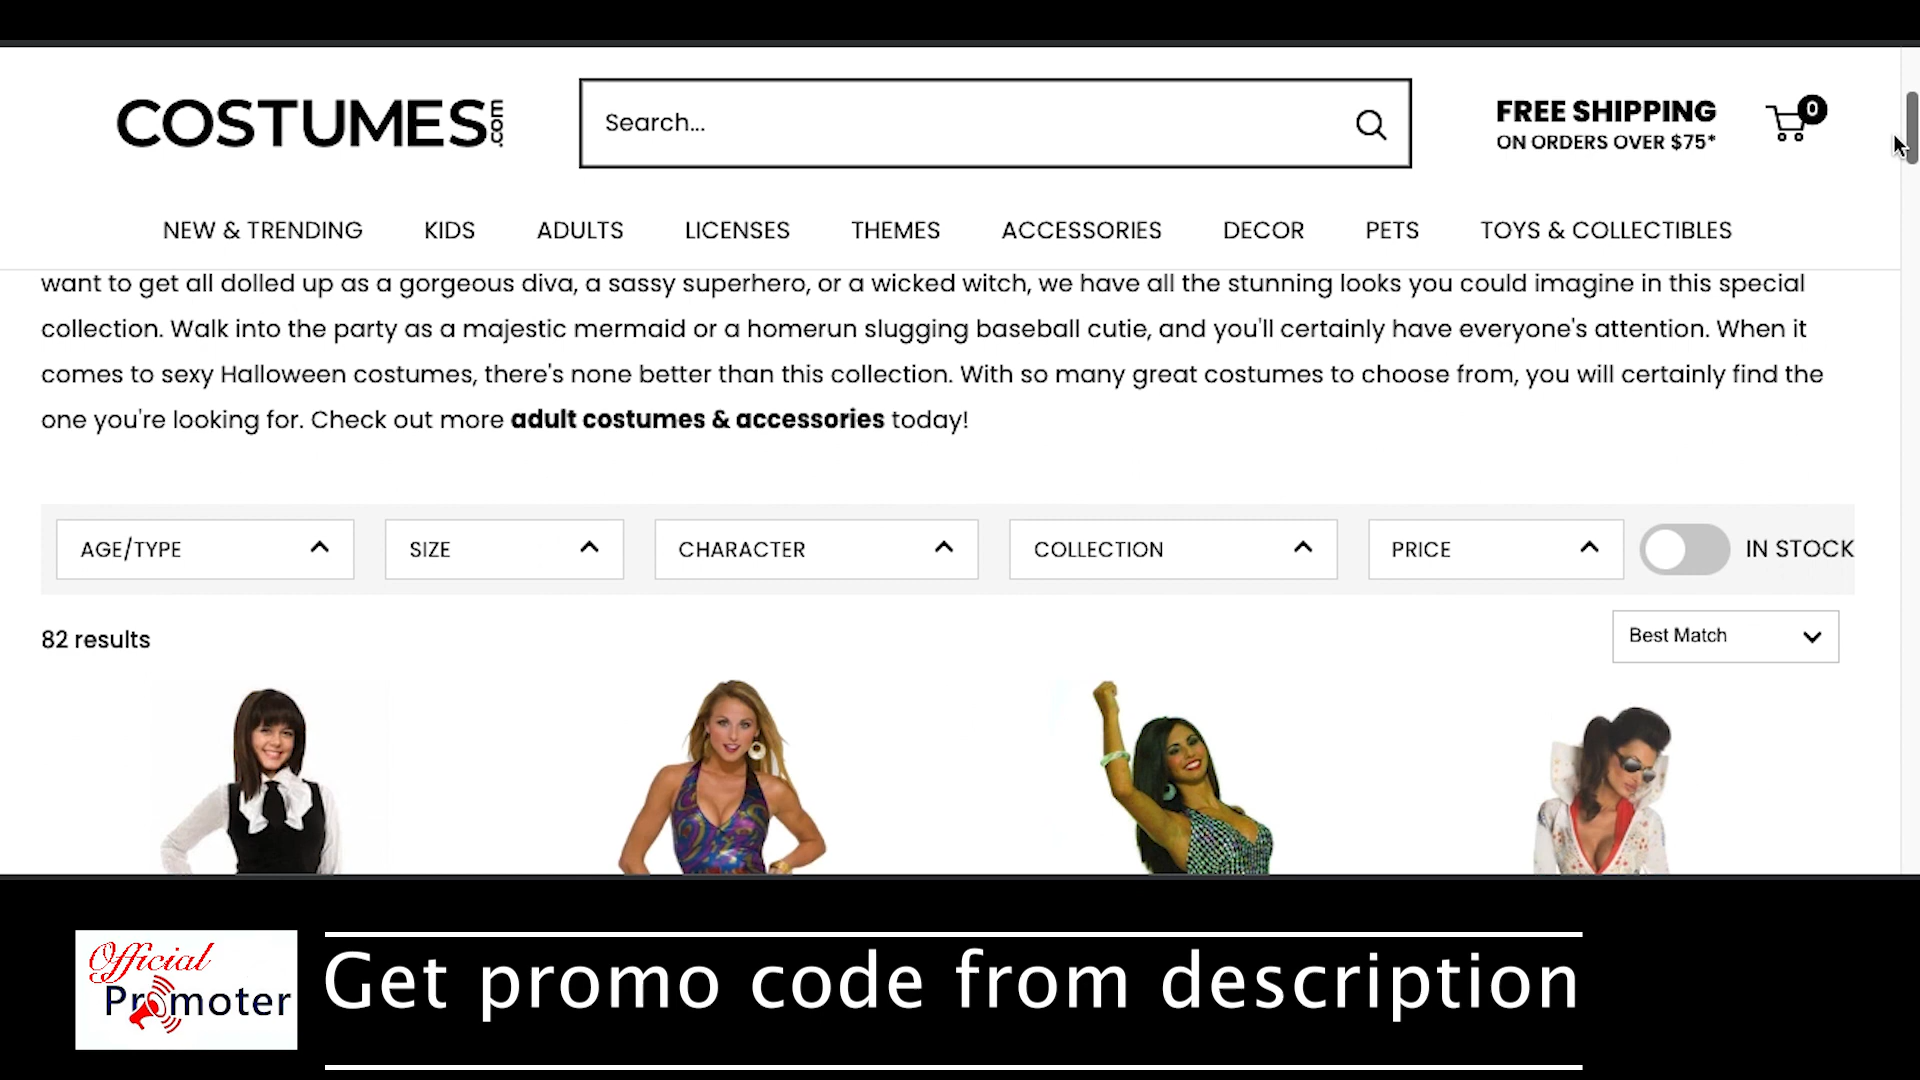 COSTUMES.com
Search...
FREE SHIPPING
ON ORDERS OVER $75*
0
NEW & TRENDING KIDS ADULTS LICENSES THEMES ACCESSORIES DECOR PETS TOYS & COLLECTIBLES
want to get all dolled up as a gorgeous diva, a sassy superhero, or a wicked witch, we have all the stunning looks you could imagine in this special
collection. Walk into the party as a majestic mermaid or a homerun slugging baseball cutie, and you'll certainly have everyone's attention. When it
comes to sexy Halloween costumes, there's none better than this collection. With so many great costumes to choose from, you will certainly find the
one you're looking for. Check out more adult costumes & accessories today!
AGE/TYPE SIZE CHARACTER COLLECTION PRICE IN STOCK
82 results
Best Match
Official
Promoter
Get promo code from description